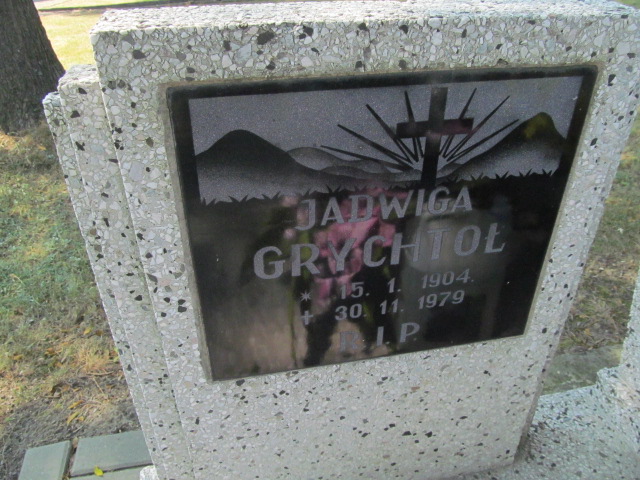 JADWIGA
GRYCHTOŁ
* 15. 1. 1904.
+ 30. 11. 1979
R.I.P.